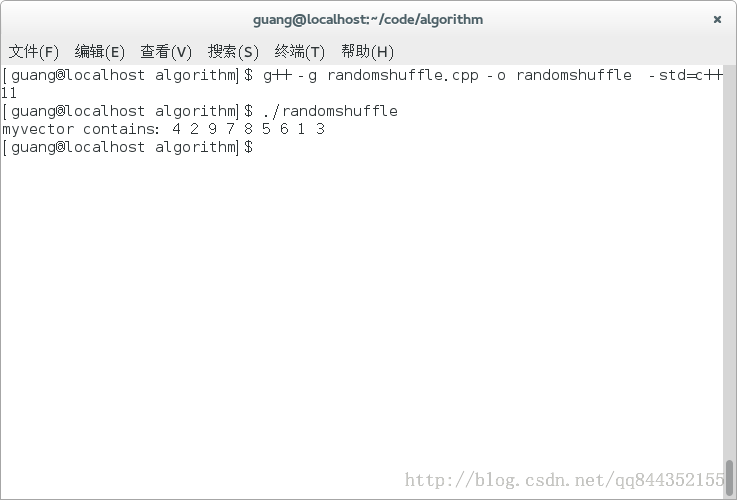 guang@localhost:~/code/algorithm
文件(F) 编辑(E) 查看(V) 搜索(S) 终端(T) 帮助(H)
[guang@localhost algorithm]$ g++ -g randomshuffle.cpp -o randomshuffle  -std=c++
11
[guang@localhost algorithm]$ ./randomshuffle
myvector contains: 4 2 9 7 8 5 6 1 3
[guang@localhost algorithm]$
http://blog.csdn.net/qq844352155